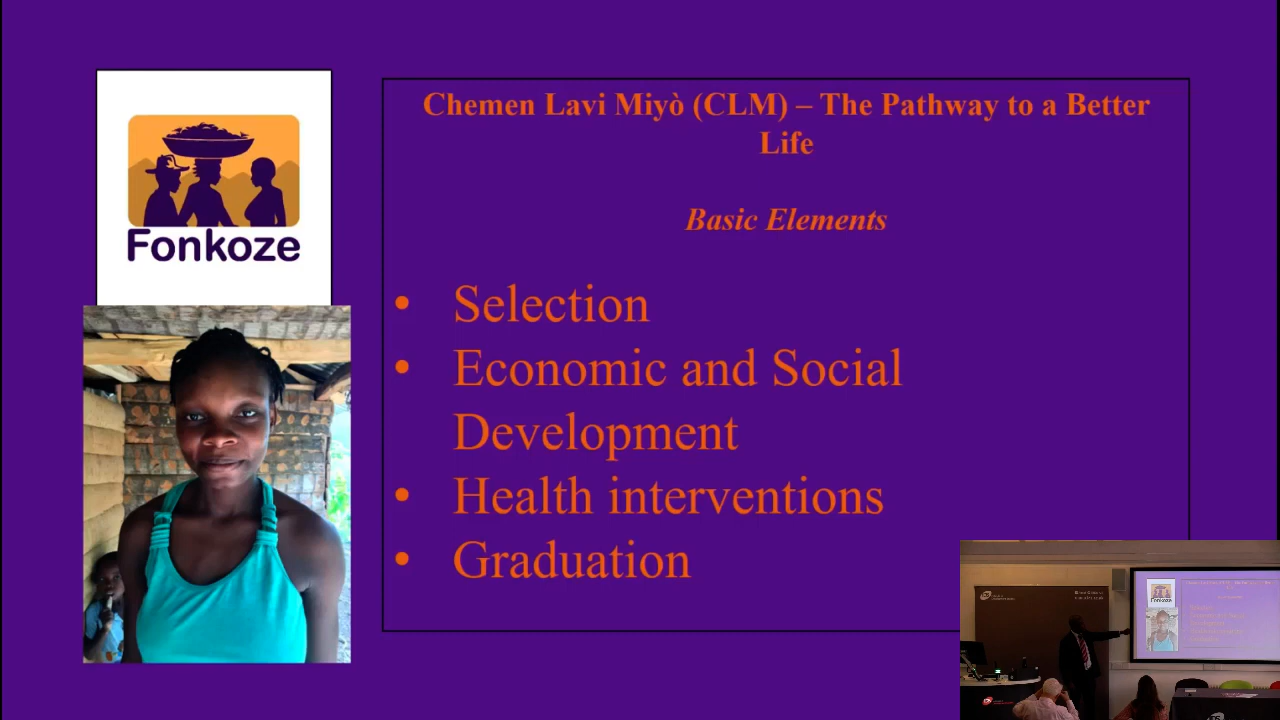 Fonkoze
Chemen Lavi Miyò (CLM) – The Pathway to a Better
Life
Basic Elements
• Selection
• Economic and Social
Development
• Health interventions
• Graduation